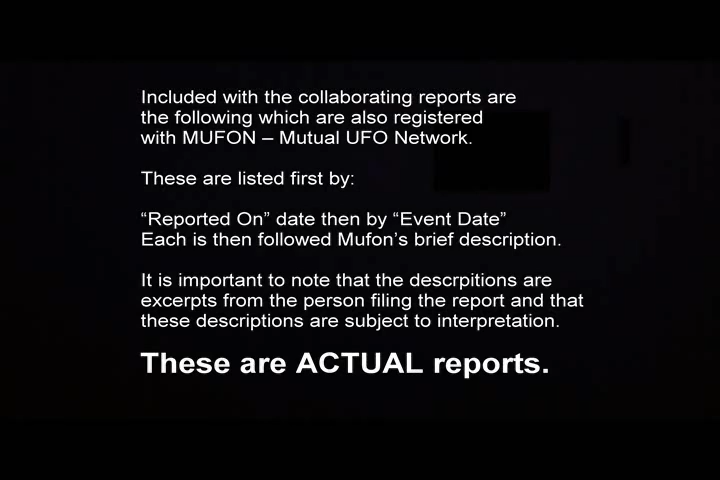 Included with the collaborating reports are
the following which are also registered
with MUFON – Mutual UFO Network.
These are listed first by:
“Reported On” date then by “Event Date”
Each is then followed Mufon’s brief description.
It is important to note that the descrpitions are
excerpts from the person filing the report and that
these descriptions are subject to interpretation.
These are ACTUAL reports.